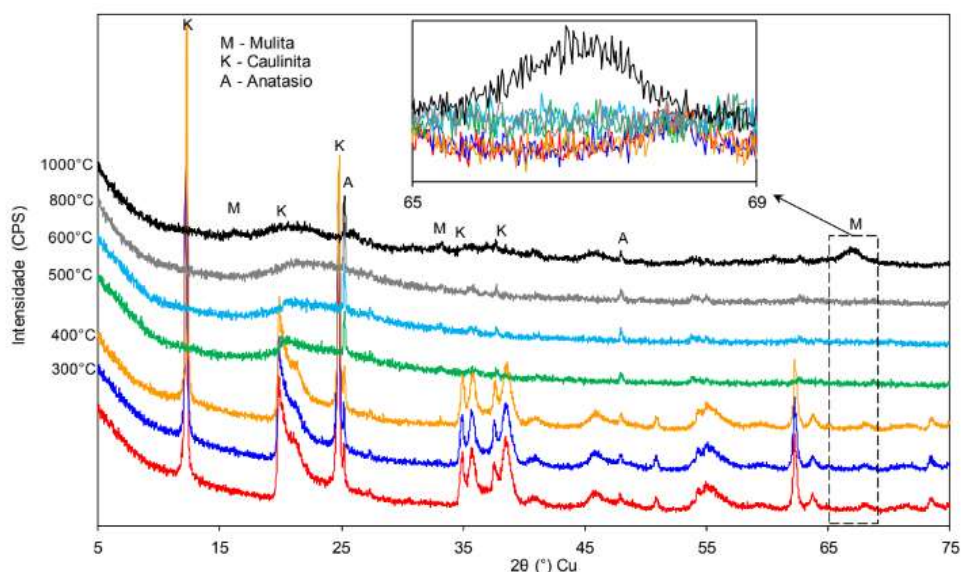 K
M - Mulita
K - Caulinita
A - Anatasio
65
69
K
A
M
K
M
K
K
A
M
1000°C
800°C
600°C
500°C
400°C
300°C
Intensidade (CPS)
5
15
25
35
45
55
65
75
2θ (°) Cu